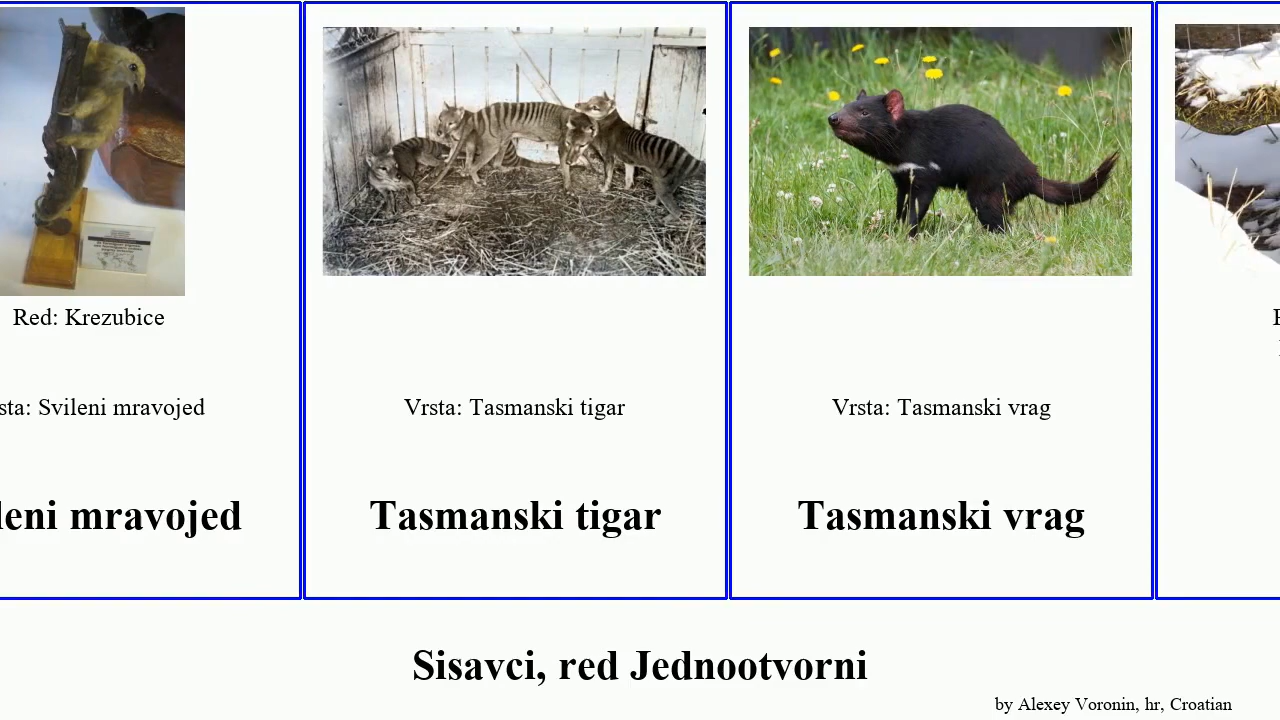 Red: Krezubice
sta: Svileni mravojed
leni mravojed
Vrsta: Tasmanski tigar
Tasmanski tigar
Vrsta: Tasmanski vrag
Tasmanski vrag
Sisavci, red Jednootvorni
by Alexey Voronin, hr, Croatian